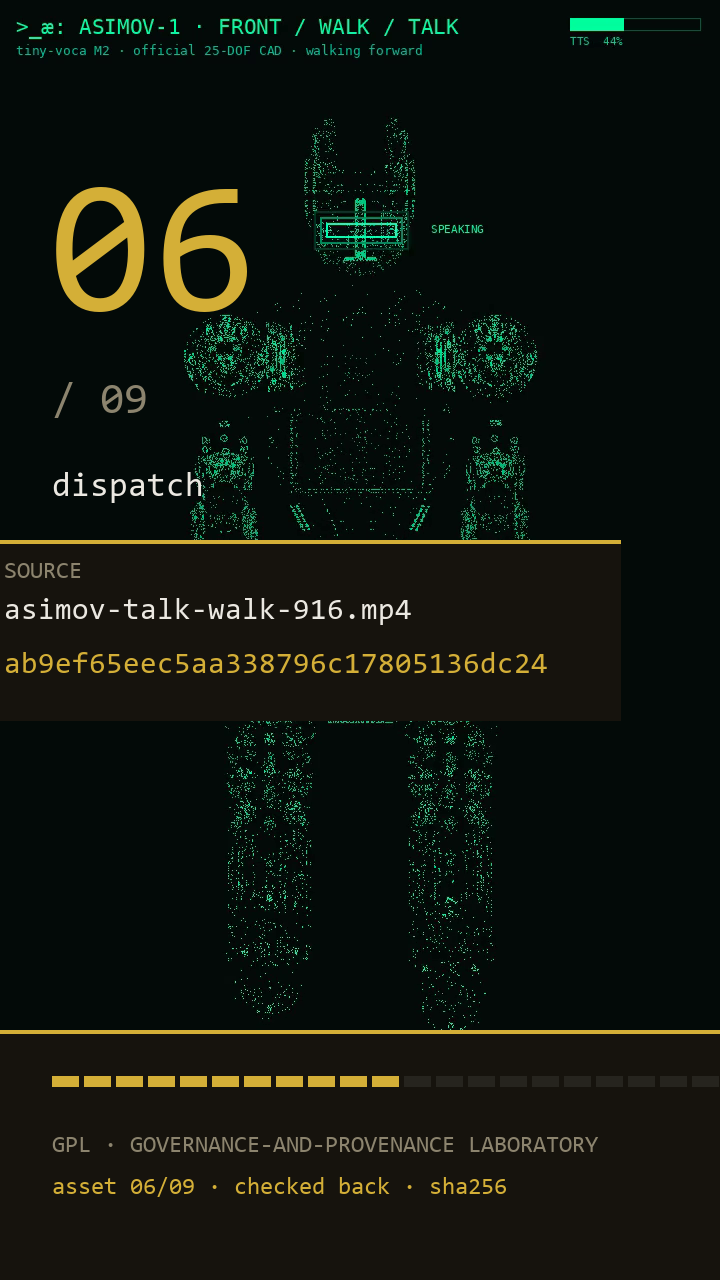 >_æ: ASIMOV-1 · FRONT / WALK / TALK
tiny-voca M2 · official 25-DOF CAD · walking forward
TTS 44%
06
SPEAKING
/ 09
dispatch
SOURCE
asimov-talk-walk-916.mp4
ab9ef65eec5aa338796c17805136dc24
GPL · GOVERNANCE-AND-PROVENANCE LABORATORY
asset 06/09 · checked back · sha256